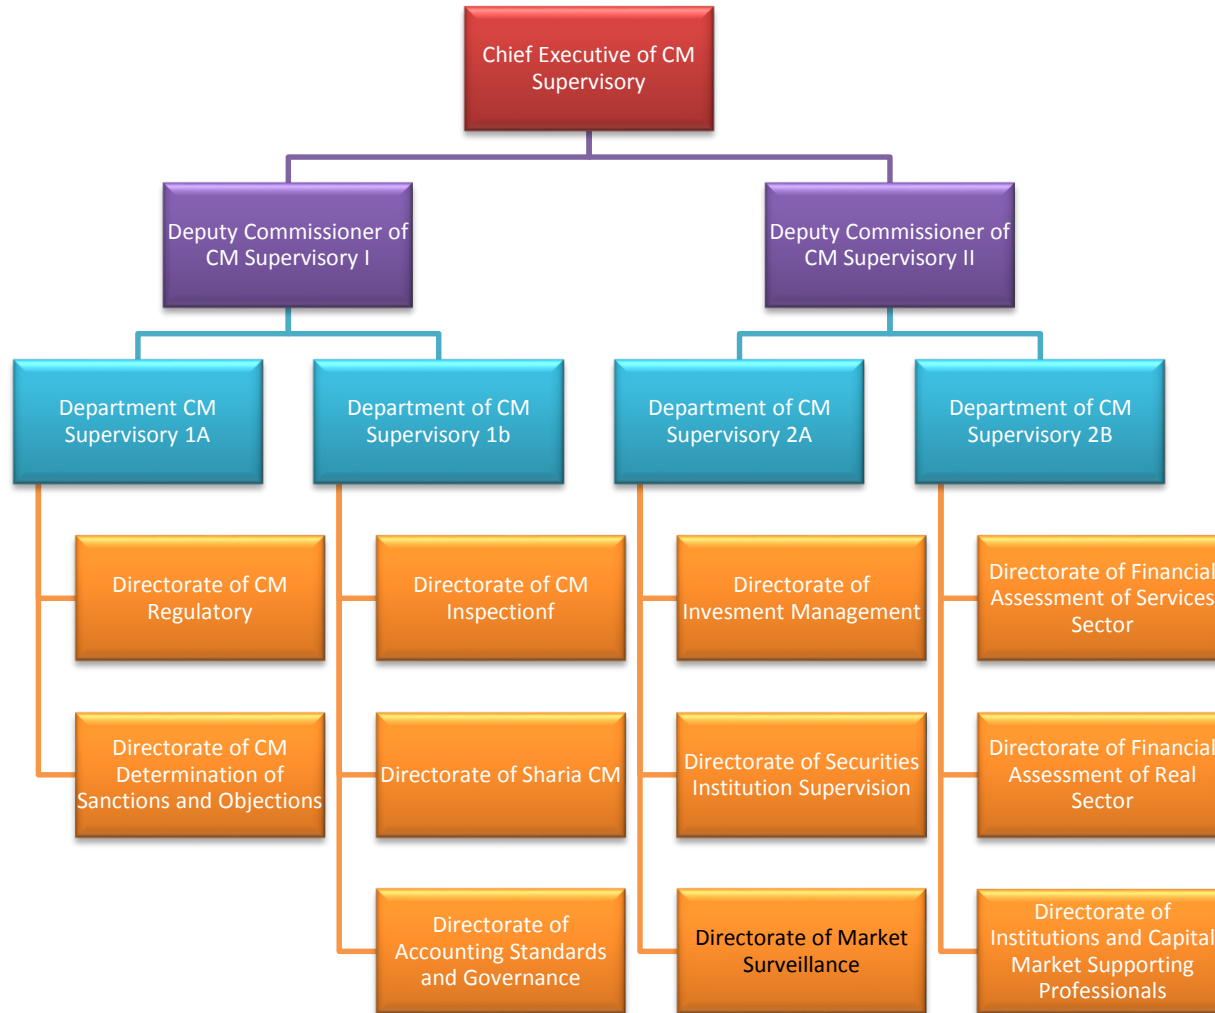 Chief Executive of CM
Supervisory
Deputy Commissioner of
CM Supervisory I
Deputy Commissioner of
CM Supervisory II
Department CM
Supervisory 1A
Department of CM
Supervisory 1b
Department of CM
Supervisory 2A
Department of CM
Supervisory 2B
Directorate of CM
Regulatory
Directorate of CM
Inspectionf
Directorate of
Invesment Management
Directorate of Financial
Assessment of Services
Sector
Directorate of CM
Determination of
Sanctions and Objections
Directorate of Sharia CM
Directorate of Securities
Institution Supervision
Directorate of Financial
Assessment of Real
Sector
Directorate of
Accounting Standards
and Governance
Directorate of Market
Surveillance
Directorate of
Institutions and Capital
Market Supporting
Professionals